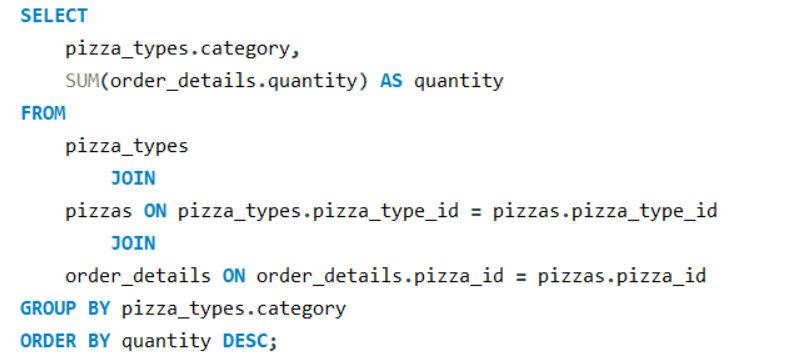 SELECT
pizza_types.category,
SUM(order_details.quantity) AS quantity
FROM
pizza_types
JOIN
pizzas ON pizza_types.pizza_type_id = pizzas.pizza_type_id
JOIN
order_details ON order_details.pizza_id = pizzas.pizza_id
GROUP BY pizza_types.category
ORDER BY quantity DESC;